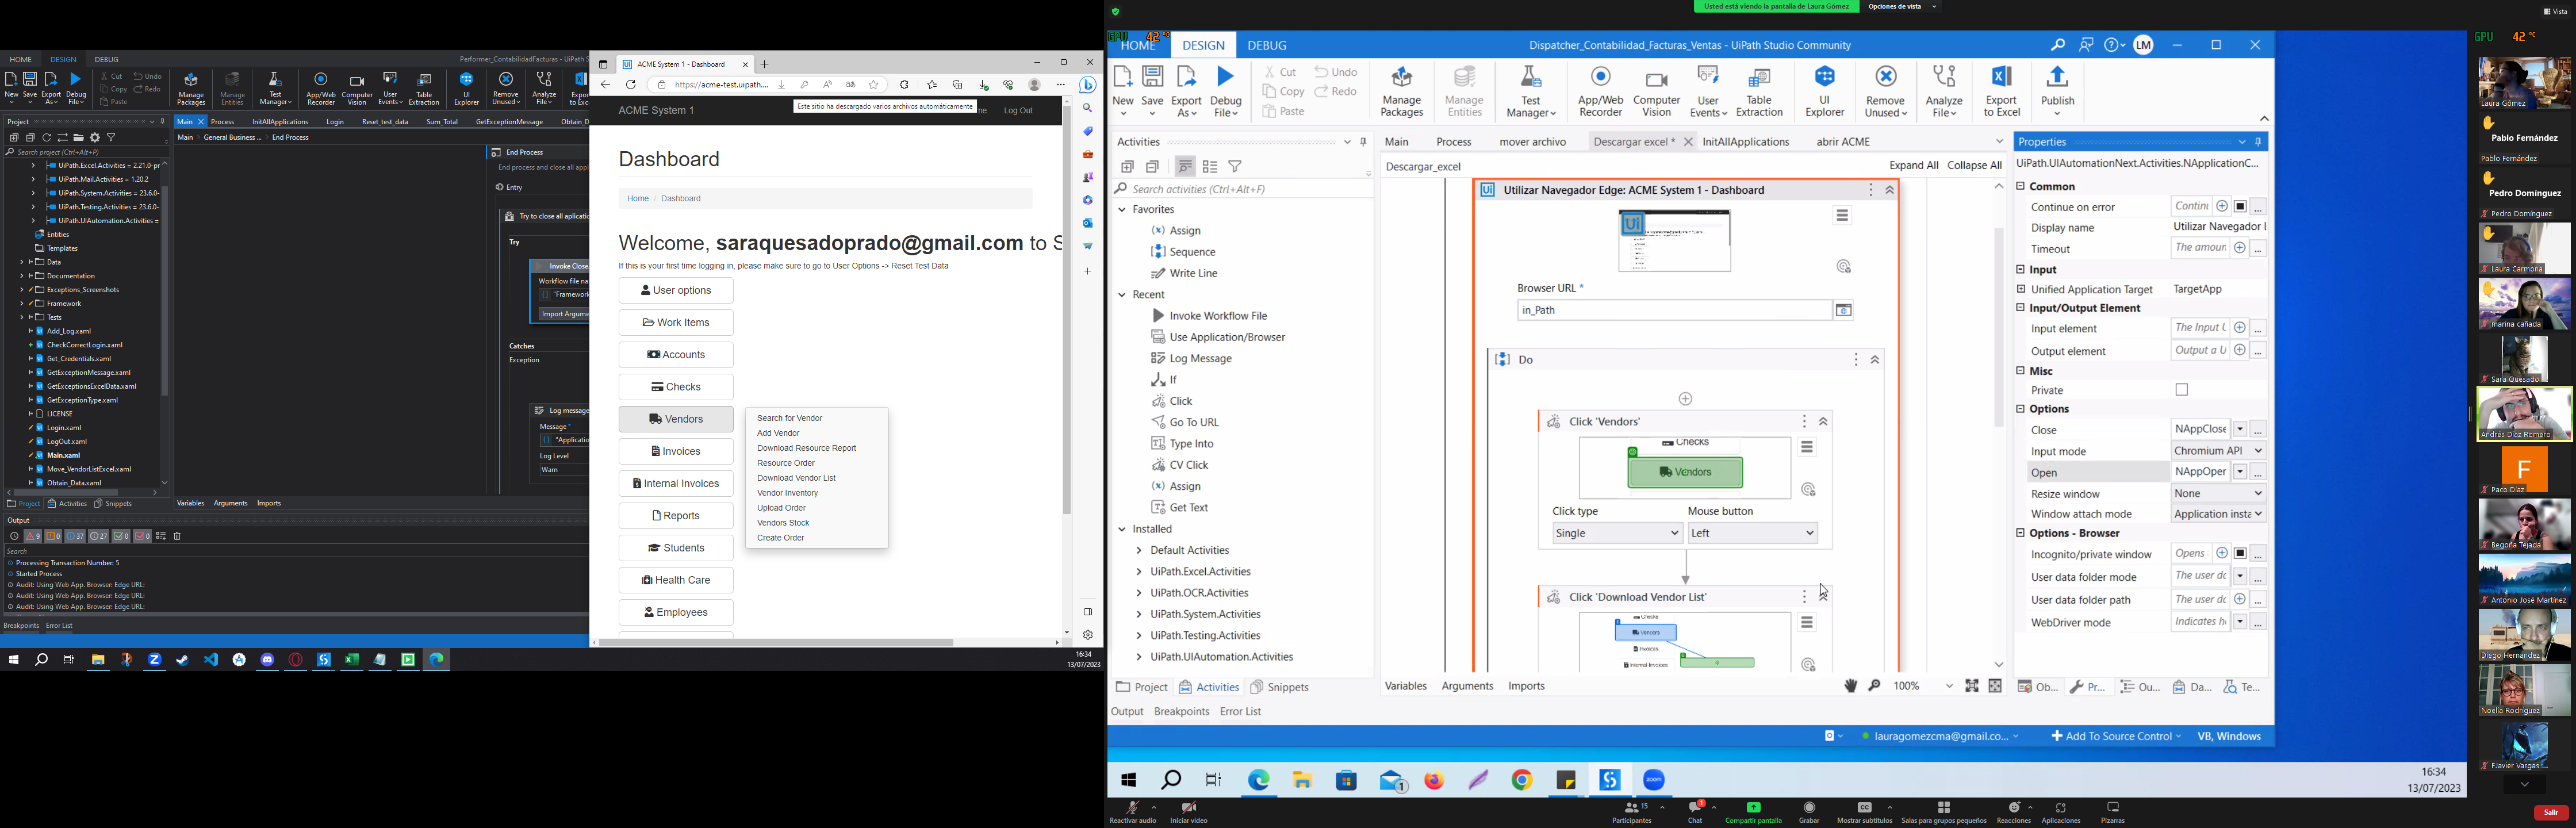 HOME DESIGN DEBUG
Performer_ContabilidadFacturas - UiPath S
New Save Export As Debug File
Cut Copy Paste Undo Redo
Manage Packages
Manage Entities
Test Manager
App/Web Recorder
Computer Vision
User Events
Table Extraction
UI Explorer
Remove Unused
Analyze File
Export to Exce
Project
Search project (Ctrl+Alt+P)
UiPath.Excel.Activities = 2.21.0-pr
UiPath.Mail.Activities = 1.20.2
UiPath.System.Activities = 23.6.0-
UiPath.Testing.Activities = 23.6.0-
UiPath.UIAutomation.Activities =
Entities
Templates
Data
Documentation
Exceptions_Screenshots
Framework
Tests
Add_Log.xaml
CheckCorrectLogin.xaml
Get_Credentials.xaml
GetExceptionMessage.xaml
GetExceptionsExcelData.xaml
GetExceptionType.xaml
LICENSE
Login.xaml
LogOut.xaml
Main.xaml
Move_VendorListExcel.xaml
Obtain_Data.xaml
Project Activities Snippets
Main Process InitAllApplications Login Reset_test_data Sum_Total GetExceptionMessage Obtain_D
Main General Business ... End Process
End Process
End process and close all appl
Entry
Try to close all aplication
Try
Invoke Close
Workflow file na
"Framework
Import Argume
Catches
Exception
Log message
Message *
"Applicatio
Log Level
Warn
Variables Arguments Imports
Output
9 0 37 27 0 0
Search
Processing Transaction Number: 5
Started Process
Audit: Using Web App. Browser: Edge URL:
Audit: Using Web App. Browser: Edge URL:
Audit: Using Web App. Browser: Edge URL:
Breakpoints Error List
16:34
13/07/2023
ACME System 1 - Dashboard
https://acme-test.uipath....
Este sitio ha descargado varios archivos automáticamente
ACME System 1
Log Out
Dashboard
Home / Dashboard
Welcome, saraquesadoprado@gmail.com to S
If this is your first time logging in, please make sure to go to User Options -> Reset Test Data
User options
Work Items
Accounts
Checks
Vendors
Invoices
Internal Invoices
Reports
Students
Health Care
Employees
Search for Vendor
Add Vendor
Download Resource Report
Resource Order
Download Vendor List
Vendor Inventory
Upload Order
Vendors Stock
Create Order
Usted está viendo la pantalla de Laura Gómez
Opciones de vista
Vista
GPU 42 °C
HOME DESIGN DEBUG
Dispatcher_Contabilidad_Facturas_Ventas - UiPath Studio Community
LM
New Save Export As Debug File
Cut Copy Paste Undo Redo
Manage Packages
Manage Entities
Test Manager
App/Web Recorder
Computer Vision
User Events
Table Extraction
UI Explorer
Remove Unused
Analyze File
Export to Excel
Publish
Activities
Search activities (Ctrl+Alt+F)
Favorites
Assign
Sequence
Write Line
Recent
Invoke Workflow File
Use Application/Browser
Log Message
If
Click
Go To URL
Type Into
CV Click
Assign
Get Text
Installed
Default Activities
UiPath.Excel.Activities
UiPath.OCR.Activities
UiPath.System.Activities
UiPath.Testing.Activities
UiPath.UIAutomation.Activities
Project Activities Snippets
Output Breakpoints Error List
Main Process mover archivo Descargar excel * InitAllApplications abrir ACME
Descargar_excel
Expand All Collapse All
Utilizar Navegador Edge: ACME System 1 - Dashboard
Browser URL *
in_Path
Do
Click 'Vendors'
Checks
Vendors
Click type Mouse button
Single Left
Click 'Download Vendor List'
Checks
Vendors
Invoices
Internal Invoices
Variables Arguments Imports
100%
Properties
UiPath.UIAutomationNext.Activities.NApplicationC...
Common
Continue on error Contin
Display name Utilizar Navegador
Timeout The amour
Input
Unified Application Target TargetApp
Input/Output Element
Input element The Input
Output element Output a U
Misc
Private
Options
Close NAppClose
Input mode Chromium API
Open NAppOper
Resize window None
Window attach mode Application insta
Options - Browser
Incognito/private window Opens
User data folder mode The user dc
User data folder path The user dc
WebDriver mode Indicates h
Ob... Pr... Ou... Da... Te...
lauragomezcma@gmail.co...
Add To Source Control
VB, Windows
16:34
13/07/2023
GPU 42 °C
Laura Gómez
Pablo Fernández
Pablo Fernández
Pedro Domínguez
Pedro Domínguez
Laura Carmona
marina cañada
Sara Quesado
Andrés Díaz Romero
F
Paco Díaz
Begoña Tejada
Antonio José Martínez
Diego Hernández
Noelia Rodríguez
FJavier Vargas
Reactivar audio
Iniciar video
Participantes 15
Chat 1
Compartir pantalla
Grabar
Mostrar subtítulos
Salas para grupos pequeños
Reacciones
Aplicaciones
Pizarras
Salir